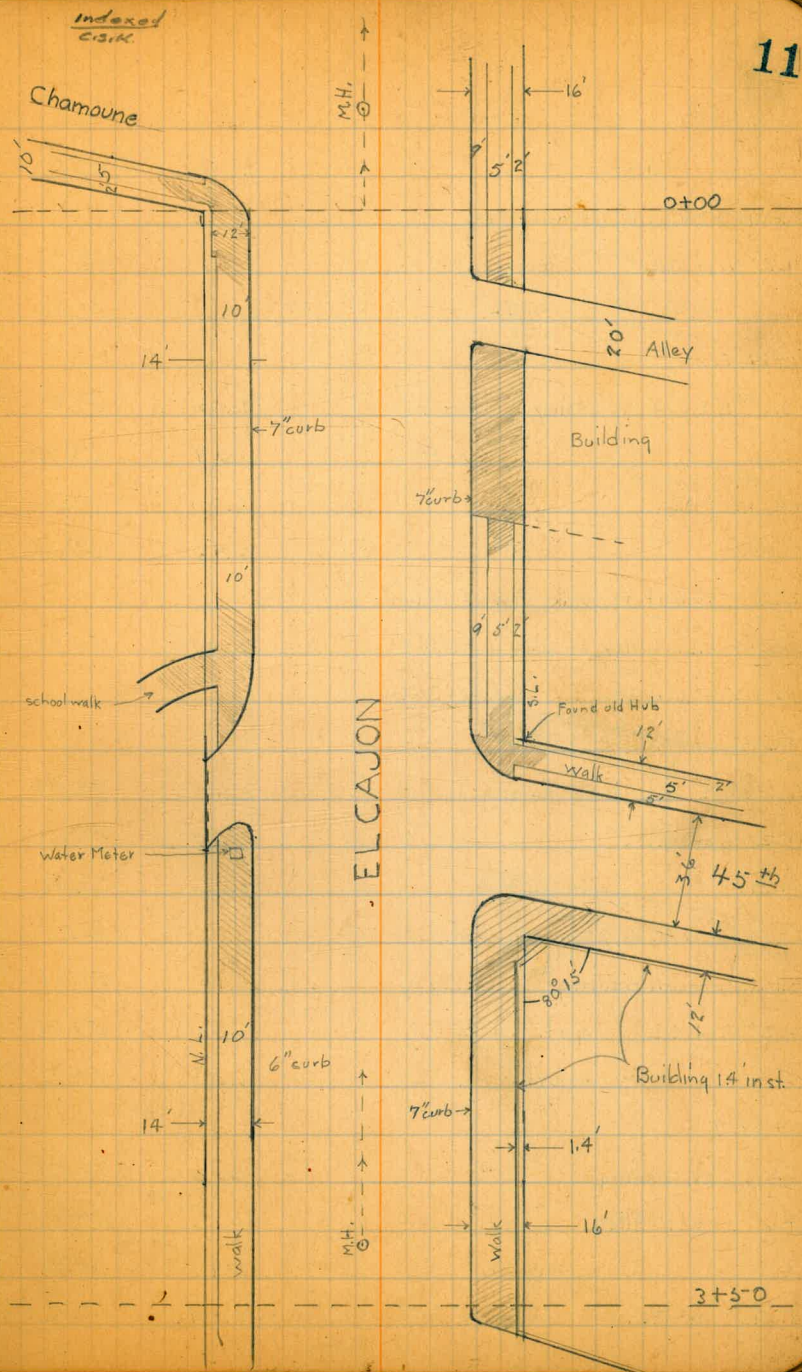 Indexed
C.S.K.
11
Chamoune
M.H.
16'
10'
5'
2'
9'
5'
2'
0+00
12'
10'
14'
20'
Alley
7" curb
Building
7" curb
10'
9'
5'
2'
school walk
S.L.
Found old Hub
12'
Walk
5'
2'
5'
EL CAJON
Water Meter
45 th
80° 15'
12'
N.L.
10'
6" curb
Building 1.4' in st.
7" curb
14'
1.4'
Walk
M.H.
Walk
16'
3+50